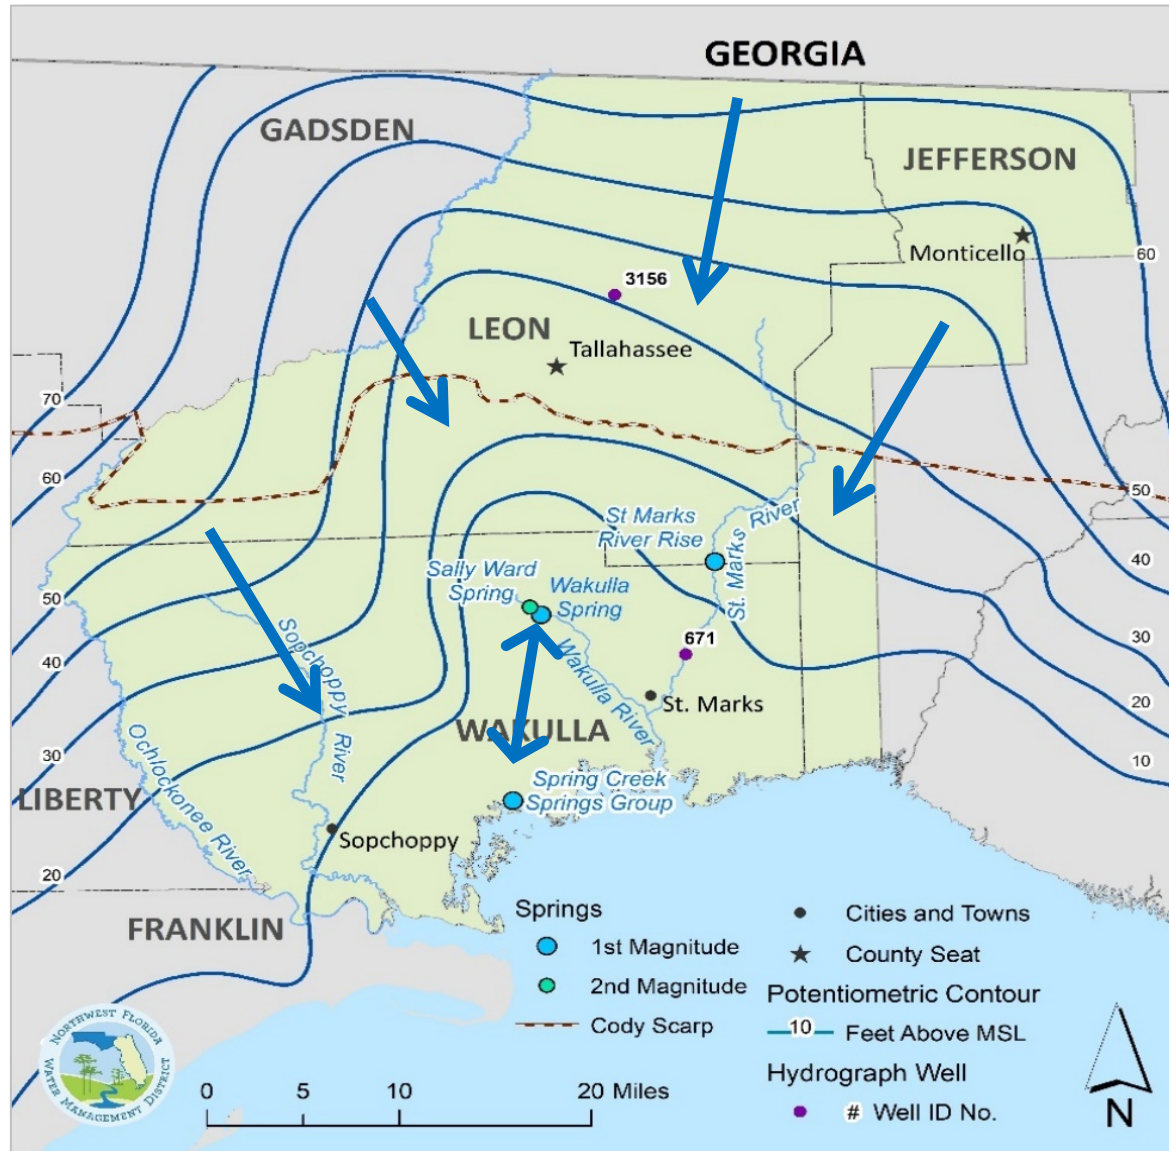 GEORGIA
GADSDEN
JEFFERSON
Monticello
60
3156
LEON
Tallahassee
70
60
50
St Marks
River Rise
St. Marks River
40
Sally Ward
Spring
Wakulla
Spring
50
Sopchoppy River
671
30
40
Wakulla River
St. Marks
20
WAKULLA
30
10
Ochlockonee River
LIBERTY
Spring Creek
Springs Group
Sopchoppy
20
FRANKLIN
Springs
1st Magnitude
2nd Magnitude
Cody Scarp
Cities and Towns
County Seat
Potentiometric Contour
10 Feet Above MSL
Hydrograph Well
# Well ID No.
NORTHWEST FLORIDA
WATER MANAGEMENT DISTRICT
0 5 10 20 Miles
N